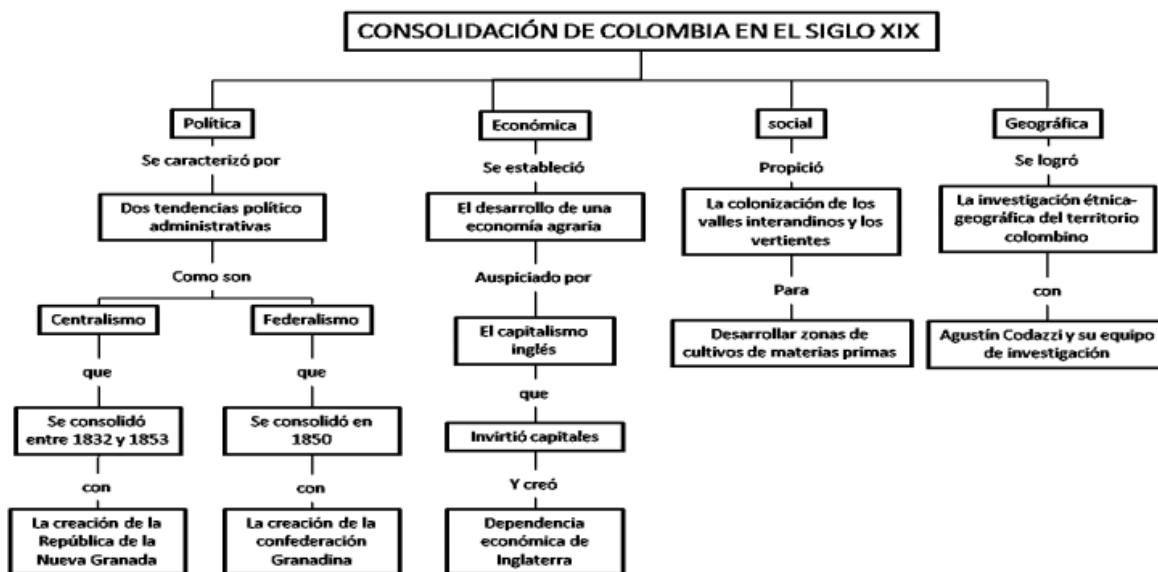 CONSOLIDACIÓN DE COLOMBIA EN EL SIGLO XIX
Política
Se caracterizó por
Dos tendencias político
administrativas
Como son
Centralismo
que
Se consolidó
entre 1832 y 1853
con
La creación de la
República de la
Nueva Granada
Federalismo
que
Se consolidó en
1850
con
La creación de la
confederación
Granadina
Económica
Se estableció
El desarrollo de una
economía agraria
Auspiciado por
El capitalismo
inglés
que
Invirtió capitales
Y creó
Dependencia
económica de
Inglaterra
social
Propició
La colonización de los
valles interandinos y los
vertientes
Para
Desarrollar zonas de
cultivos de materias primas
Geográfica
Se logró
La investigación étnica-
geográfica del territorio
colombino
con
Agustín Codazzi y su equipo
de investigación